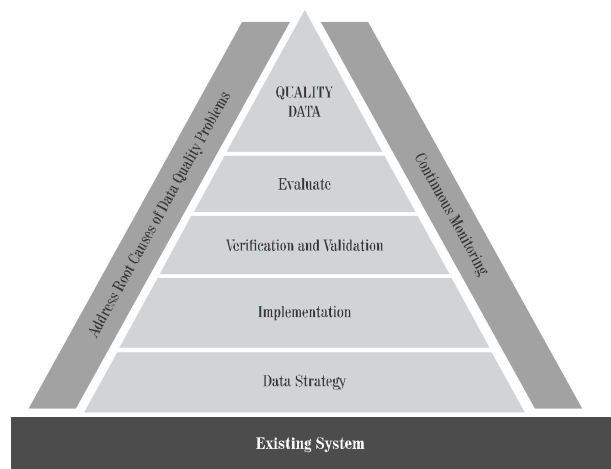 QUALITY
DATA
Evaluate
Verification and Validation
Implementation
Data Strategy
Address Root Causes of Data Quality Problems
Continuous Monitoring
Existing System